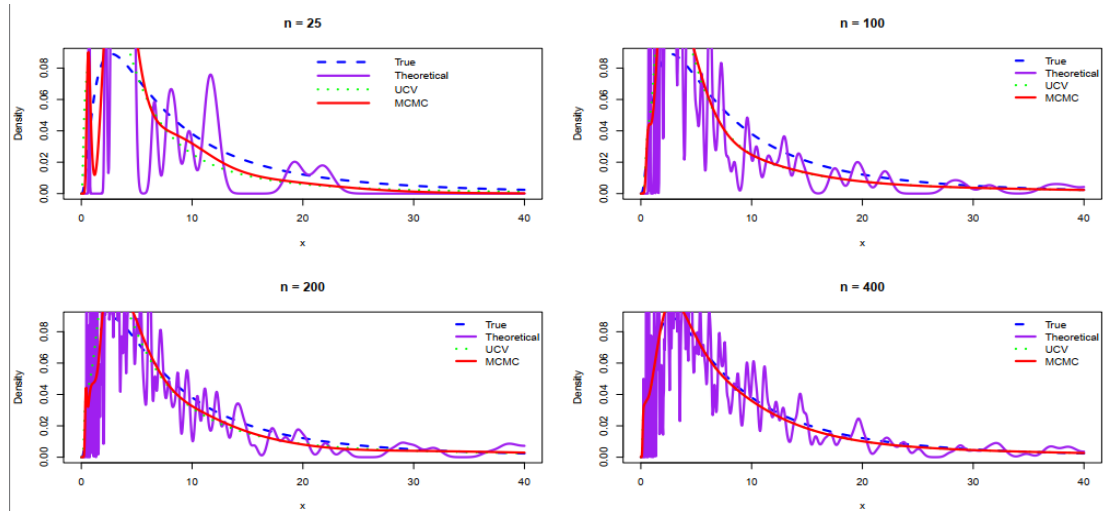 n = 25
Density
0.00 0.02 0.04 0.06 0.08
True
Theoretical
UCV
MCMC
0 10 20 30 40
x
n = 100
Density
0.00 0.02 0.04 0.06 0.08
True
Theoretical
UCV
MCMC
0 10 20 30 40
x
n = 200
Density
0.00 0.02 0.04 0.06 0.08
True
Theoretical
UCV
MCMC
0 10 20 30 40
x
n = 400
Density
0.00 0.02 0.04 0.06 0.08
True
Theoretical
UCV
MCMC
0 10 20 30 40
x